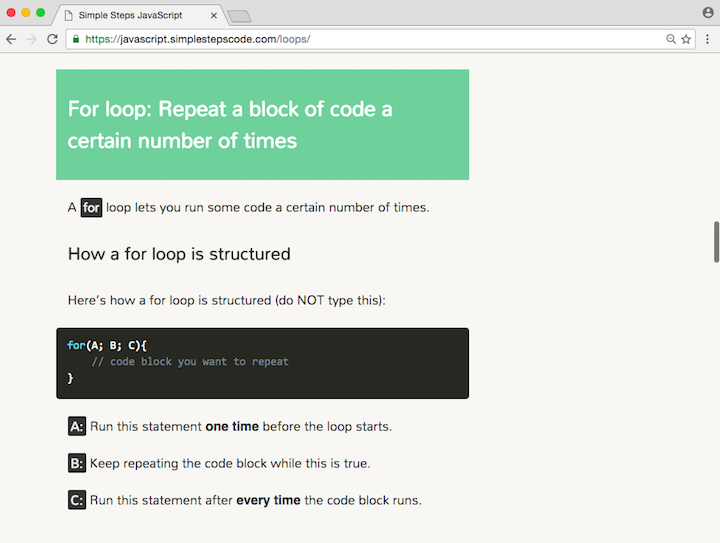 Simple Steps JavaScript
https://javascript.simplestepscode.com/loops/
For loop: Repeat a block of code a
certain number of times
A for loop lets you run some code a certain number of times.
How a for loop is structured
Here's how a for loop is structured (do NOT type this):
for(A; B; C){
    // code block you want to repeat
}
A: Run this statement one time before the loop starts.
B: Keep repeating the code block while this is true.
C: Run this statement after every time the code block runs.